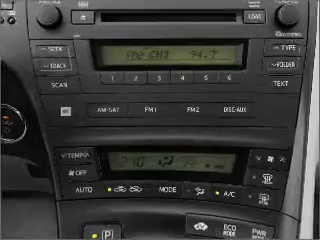 LOAD
FM2 CH3 94.7
SEEK
TYPE
1 2 3 4 5 6
TRACK
FOLDER
SCAN
TEXT
AM·SAT FM1 FM2 DISC·AUX
TEMP
OFF
AUTO MODE A/C
P
ECO MODE
PWR